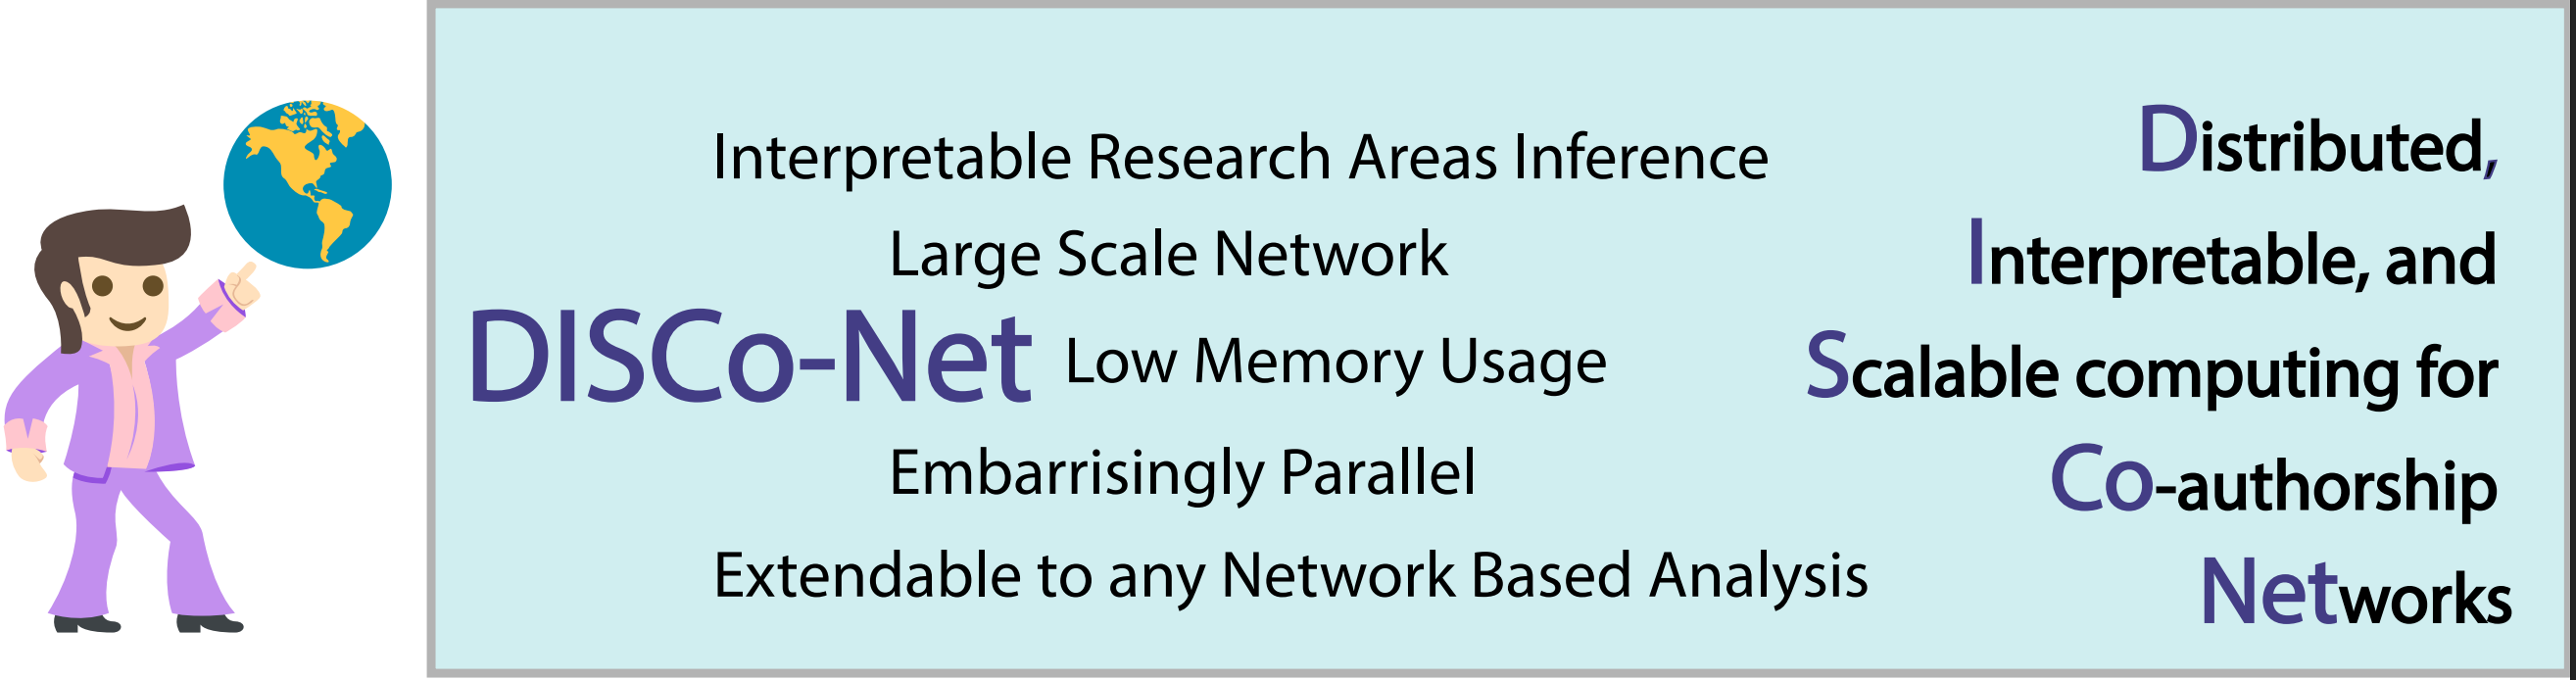 Interpretable Research Areas Inference
Large Scale Network
DISCo-Net Low Memory Usage
Embarrisingly Parallel
Extendable to any Network Based Analysis
Distributed,
Interpretable, and
Scalable computing for
Co-authorship
Networks